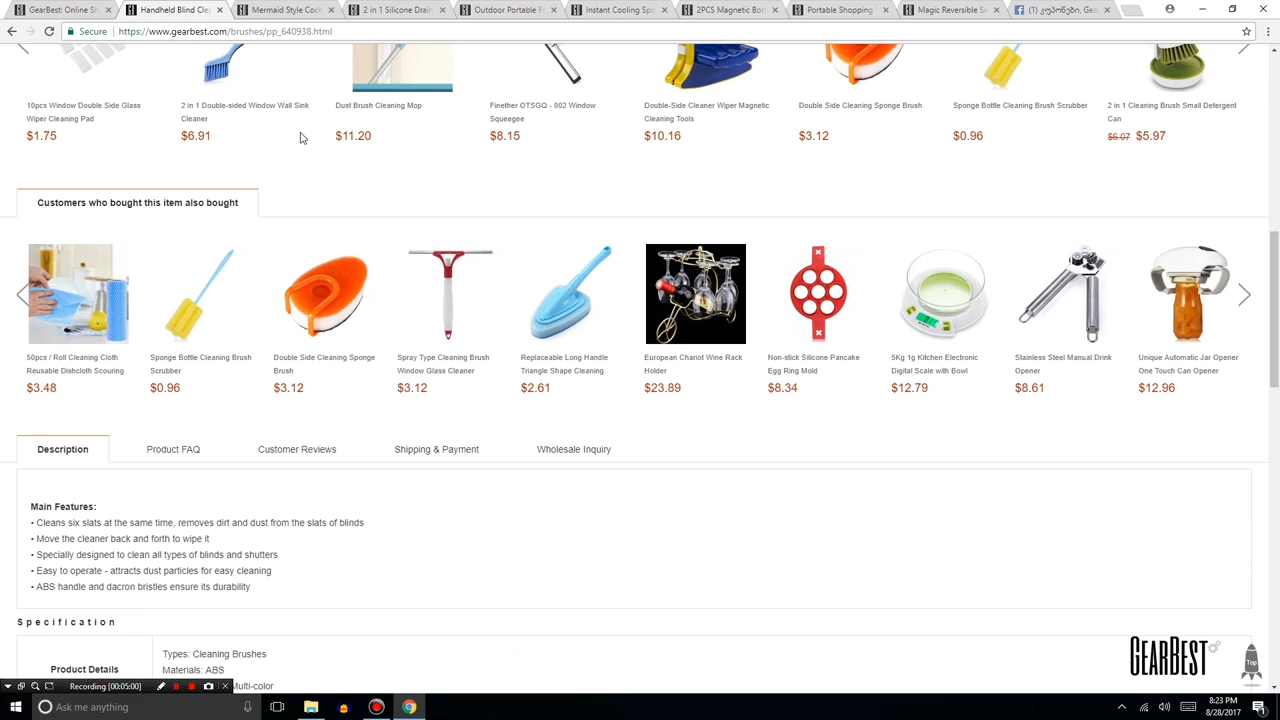 GearBest Online Sh
Handheld Blind Clea
Mermaid Style Cock
2 in 1 Silicone Drain
Outdoor Portable F
Instant Cooling Spo
2PCS Magnetic Bot
Portable Shopping
Magic Reversible Se
(1) კუპონები, Gea
Secure https://www.gearbest.com/brushes/pp_640938.html
10pcs Window Double Side Glass
Wiper Cleaning Pad
$1.75
2 in 1 Double-sided Window Wall Sink
Cleaner
$6.91
Dust Brush Cleaning Mop
$11.20
Finether OTSGQ - 002 Window
Squeegee
$8.15
Double-Side Cleaner Wiper Magnetic
Cleaning Tools
$10.16
Double Side Cleaning Sponge Brush
$3.12
Sponge Bottle Cleaning Brush Scrubber
$0.96
2 in 1 Cleaning Brush Small Detergent
Can
$6.07 $5.97
Customers who bought this item also bought
50pcs / Roll Cleaning Cloth
Reusable Dishcloth Scouring
$3.48
Sponge Bottle Cleaning Brush
Scrubber
$0.96
Double Side Cleaning Sponge
Brush
$3.12
Spray Type Cleaning Brush
Window Glass Cleaner
$3.12
Replaceable Long Handle
Triangle Shape Cleaning
$2.61
European Chariot Wine Rack
Holder
$23.89
Non-stick Silicone Pancake
Egg Ring Mold
$8.34
5Kg 1g Kitchen Electronic
Digital Scale with Bowl
$12.79
Stainless Steel Manual Drink
Opener
$8.61
Unique Automatic Jar Opener
One Touch Can Opener
$12.96
Description
Product FAQ
Customer Reviews
Shipping & Payment
Wholesale Inquiry
Main Features:
• Cleans six slats at the same time, removes dirt and dust from the slats of blinds
• Move the cleaner back and forth to wipe it
• Specially designed to clean all types of blinds and shutters
• Easy to operate - attracts dust particles for easy cleaning
• ABS handle and dacron bristles ensure its durability
Specification
Product Details
Types: Cleaning Brushes
Materials: ABS
Multi-color
GEARBEST
Top
Recording [00:05:00]
Ask me anything
8:23 PM
8/28/2017